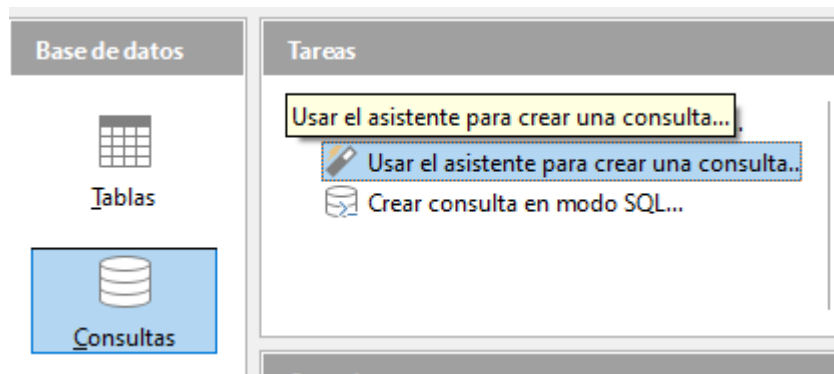 Base de datos
Tareas
Usar el asistente para crear una consulta...
Usar el asistente para crear una consulta..
Tablas
Crear consulta en modo SQL...
Consultas